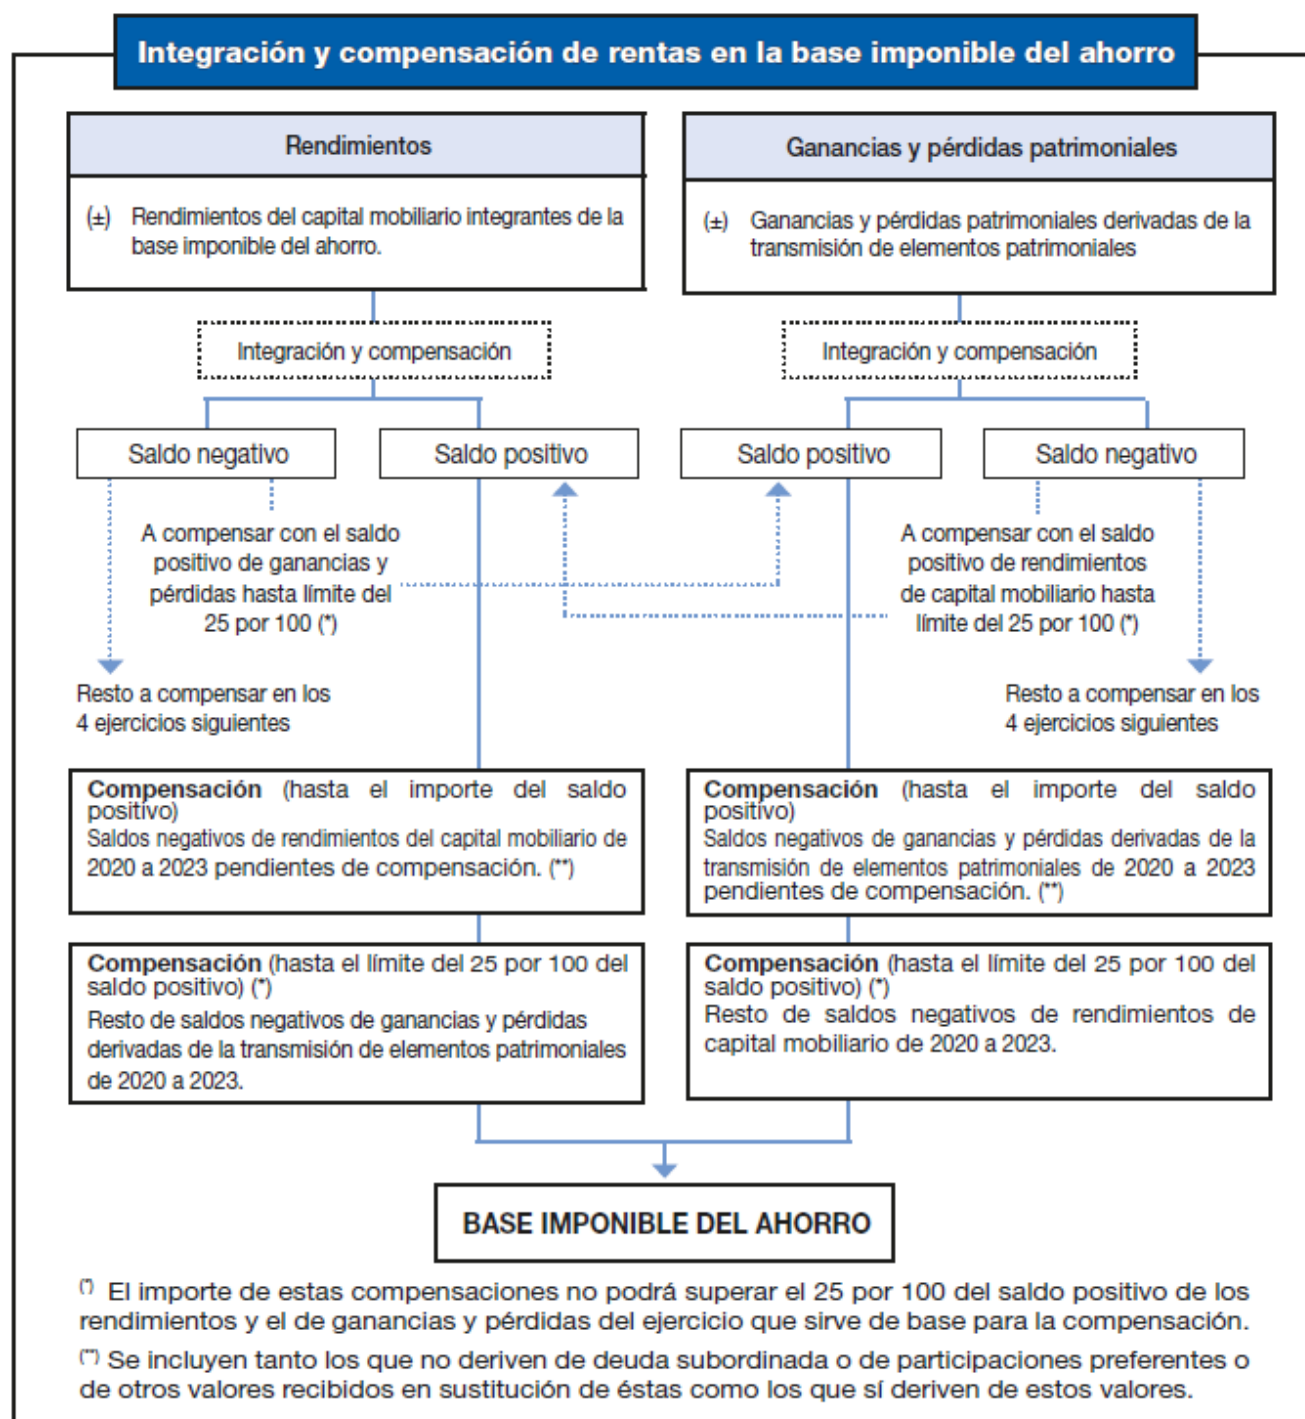 Integración y compensación de rentas en la base imponible del ahorro
Rendimientos
(±) Rendimientos del capital mobiliario integrantes de la
base imponible del ahorro.
Ganancias y pérdidas patrimoniales
(±) Ganancias y pérdidas patrimoniales derivadas de la
transmisión de elementos patrimoniales
Integración y compensación
Integración y compensación
Saldo negativo
Saldo positivo
Saldo positivo
Saldo negativo
A compensar con el saldo
positivo de ganancias y
pérdidas hasta límite del
25 por 100 (*)
A compensar con el saldo
positivo de rendimientos
de capital mobiliario hasta
límite del 25 por 100 (*)
Resto a compensar en los
4 ejercicios siguientes
Resto a compensar en los
4 ejercicios siguientes
Compensación (hasta el importe del saldo
positivo)
Saldos negativos de rendimientos del capital mobiliario de
2020 a 2023 pendientes de compensación. (**)
Compensación (hasta el importe del saldo
positivo)
Saldos negativos de ganancias y pérdidas derivadas de la
transmisión de elementos patrimoniales de 2020 a 2023
pendientes de compensación. (**)
Compensación (hasta el límite del 25 por 100 del
saldo positivo) (*)
Resto de saldos negativos de ganancias y pérdidas
derivadas de la transmisión de elementos patrimoniales
de 2020 a 2023.
Compensación (hasta el límite del 25 por 100 del
saldo positivo) (*)
Resto de saldos negativos de rendimientos de
capital mobiliario de 2020 a 2023.
BASE IMPONIBLE DEL AHORRO
(*) El importe de estas compensaciones no podrá superar el 25 por 100 del saldo positivo de los
rendimientos y el de ganancias y pérdidas del ejercicio que sirve de base para la compensación.
(**) Se incluyen tanto los que no deriven de deuda subordinada o de participaciones preferentes o
de otros valores recibidos en sustitución de éstas como los que sí deriven de estos valores.